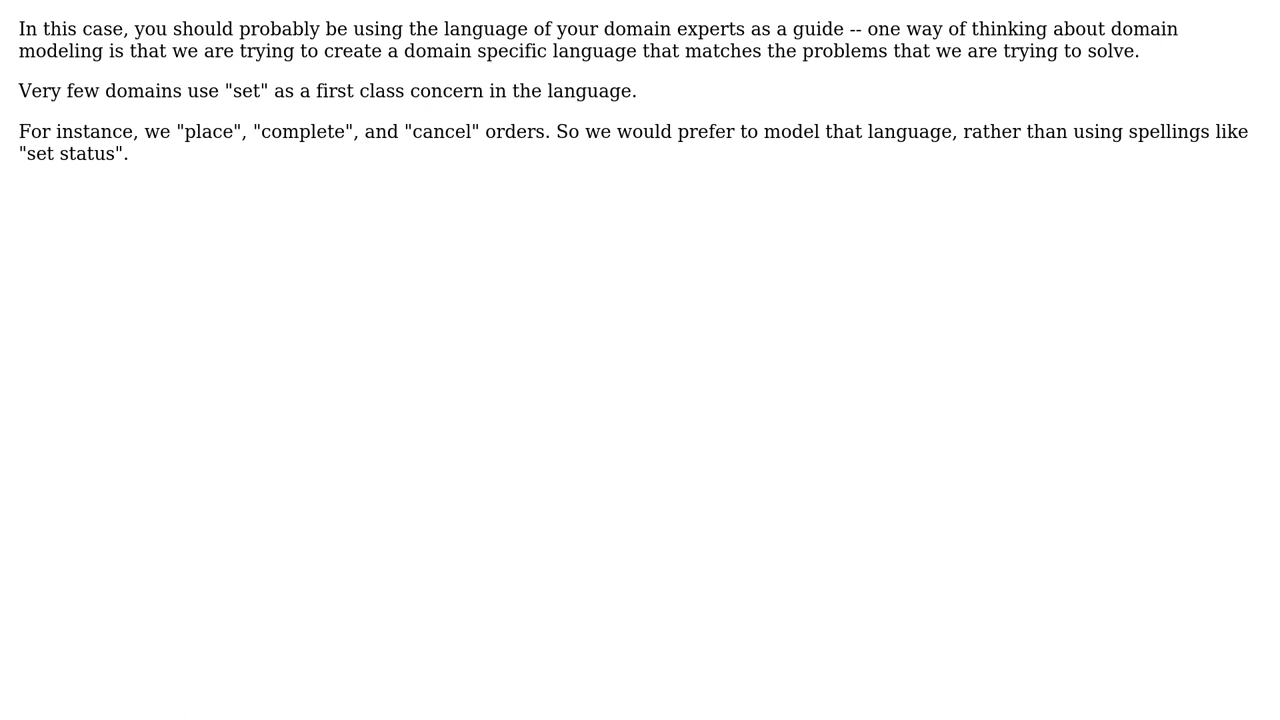 In this case, you should probably be using the language of your domain experts as a guide -- one way of thinking about domain
modeling is that we are trying to create a domain specific language that matches the problems that we are trying to solve.
Very few domains use "set" as a first class concern in the language.
For instance, we "place", "complete", and "cancel" orders. So we would prefer to model that language, rather than using spellings like
"set status".